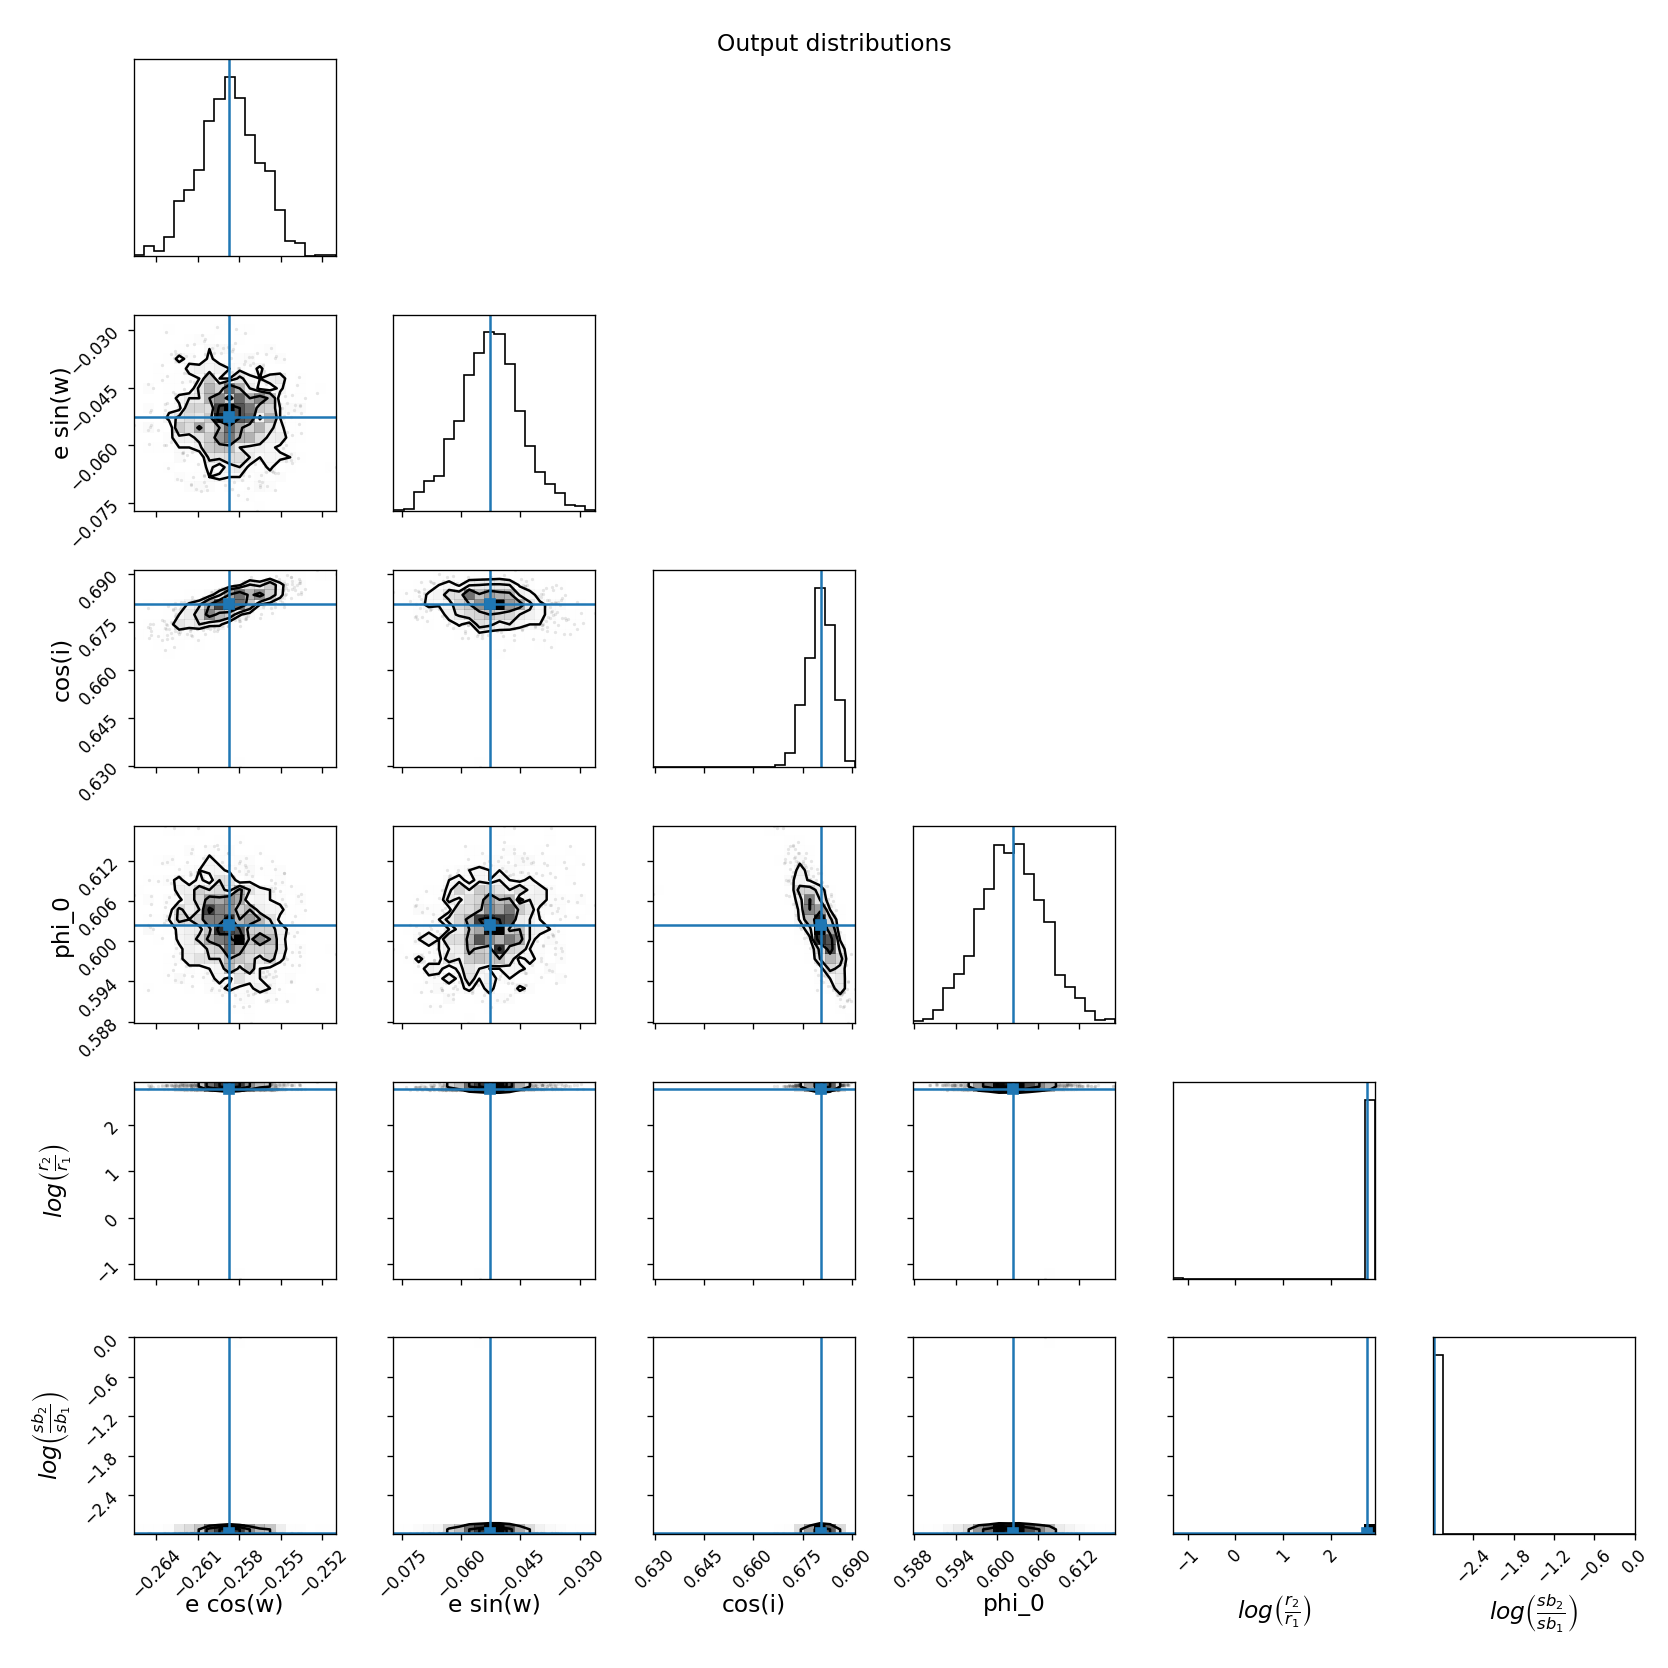 Output distributions
e sin(w)
−0.030
−0.045
−0.060
−0.075
cos(i)
0.690
0.675
0.660
0.645
0.630
phi_0
0.612
0.606
0.600
0.594
0.588
log(r₂/r₁)
2
1
0
−1
log(sb₂/sb₁)
0.0
−0.6
−1.2
−1.8
−2.4
−0.264 −0.261 −0.258 −0.255 −0.252 −0.075 −0.060 −0.045 −0.030 0.630 0.645 0.660 0.675 0.690 0.588 0.594 0.600 0.606 0.612 −1 0 1 2 −2.4 −1.8 −1.2 −0.6 0.0
e cos(w) e sin(w) cos(i) phi_0 log(r₂/r₁) log(sb₂/sb₁)